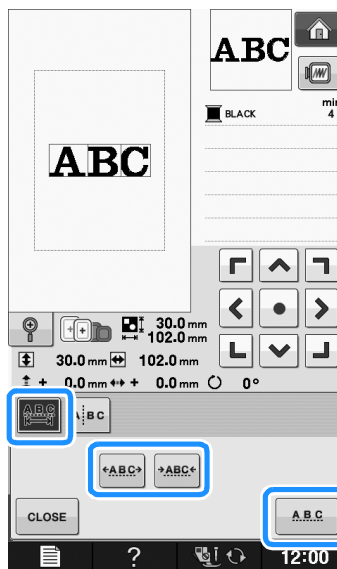 ABC
min
BLACK 4
ABC
30.0 mm
102.0 mm
30.0 mm 102.0 mm
+ 0.0 mm + 0.0 mm 0°
ABC A BC
ABC ABC
CLOSE ABC
? 12:00